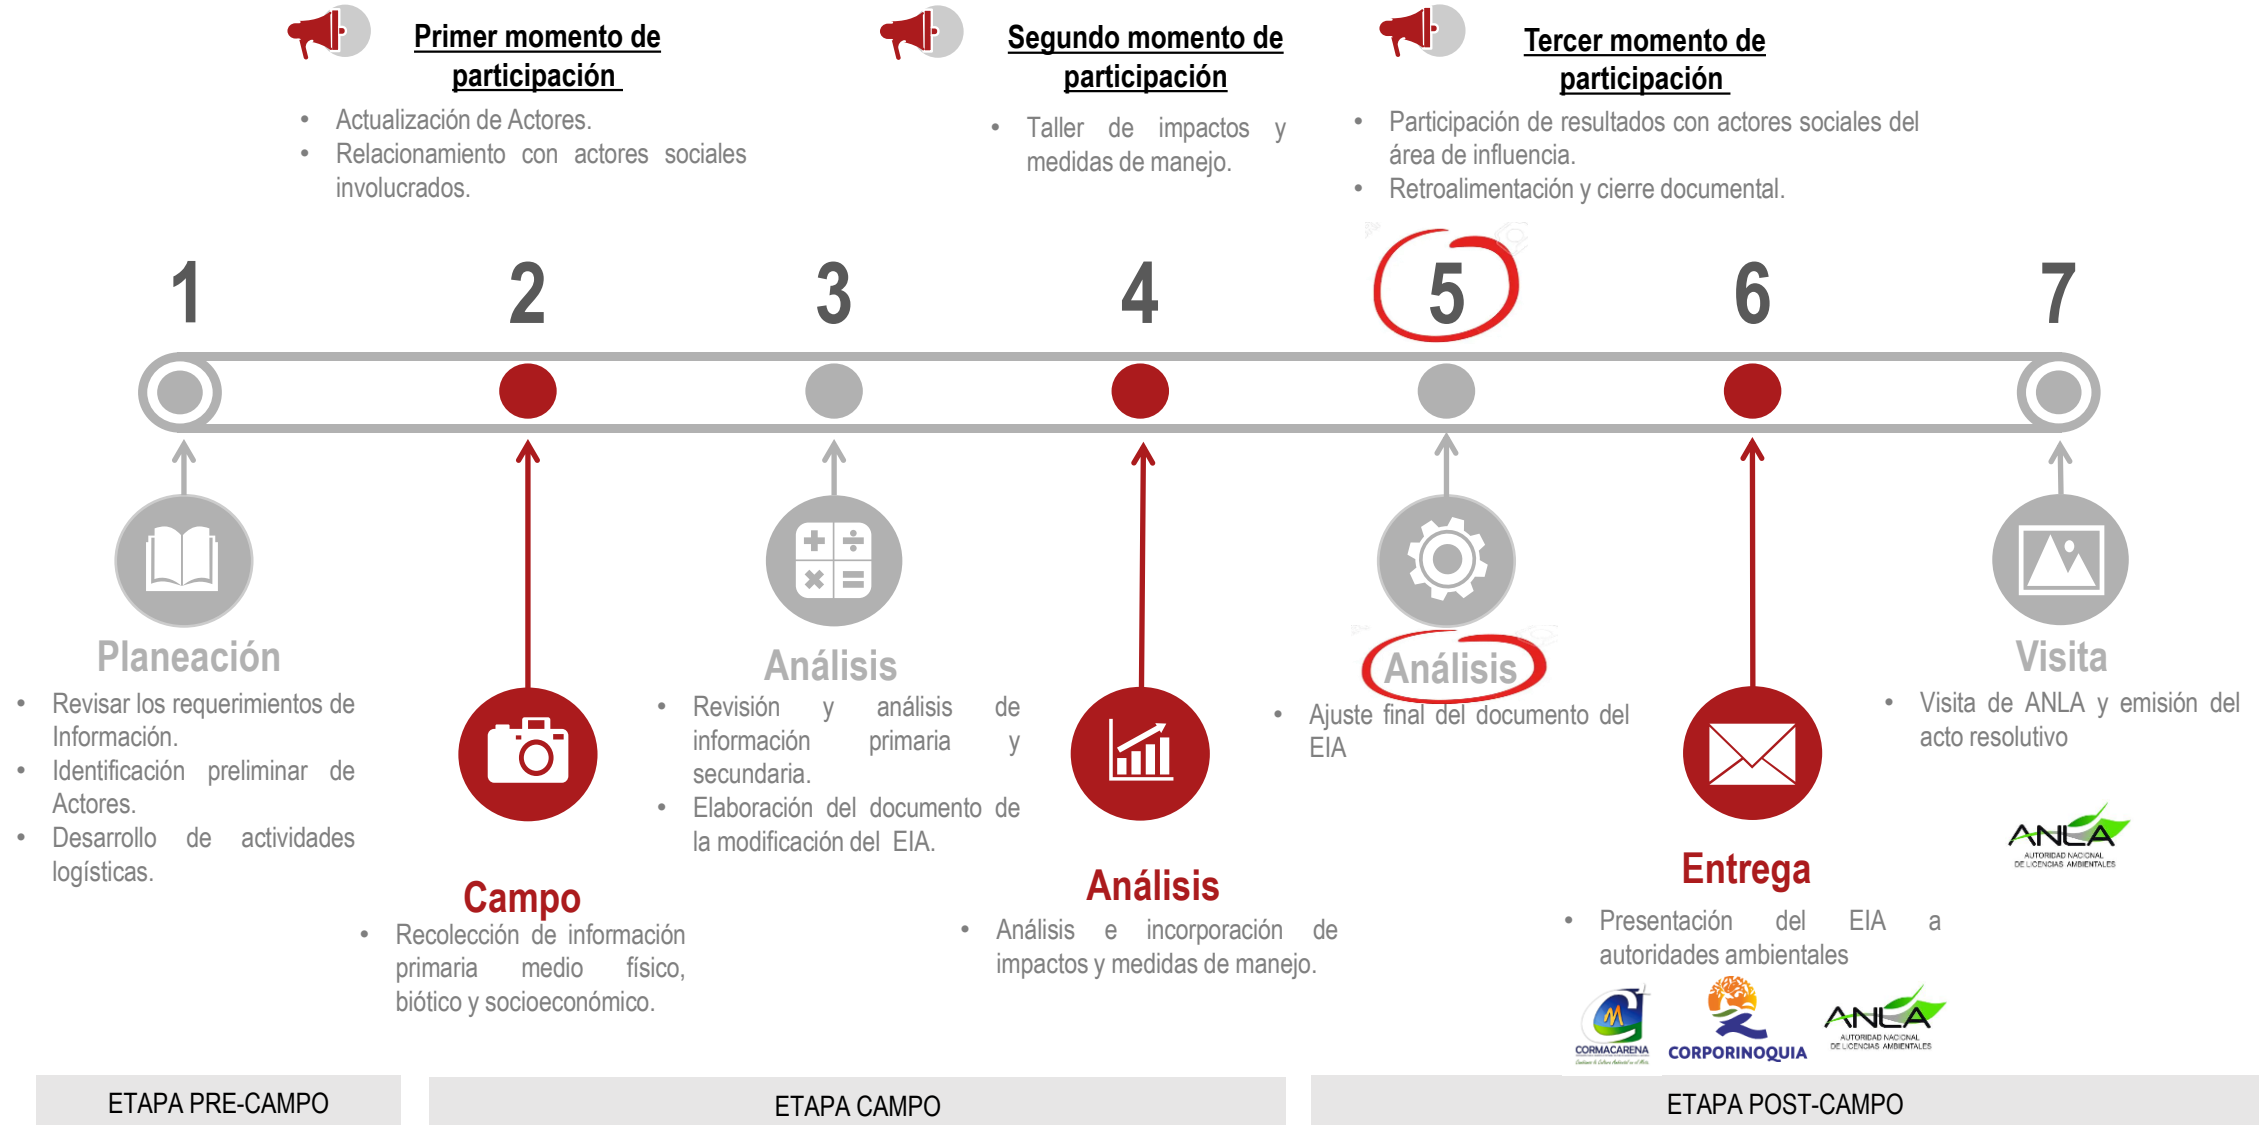 Primer momento de
participación
• Actualización de Actores.
• Relacionamiento con actores sociales
involucrados.
Segundo momento de
participación
• Taller de impactos y
medidas de manejo.
Tercer momento de
participación
• Participación de resultados con actores sociales del
área de influencia.
• Retroalimentación y cierre documental.
1
2
3
4
5
6
7
Planeación
• Revisar los requerimientos de
Información.
• Identificación preliminar de
Actores.
• Desarrollo de actividades
logísticas.
Campo
• Recolección de información
primaria medio físico,
biótico y socioeconómico.
Análisis
• Revisión y análisis de
información primaria y
secundaria.
• Elaboración del documento de
la modificación del EIA.
Análisis
• Análisis e incorporación de
impactos y medidas de manejo.
Análisis
• Ajuste final del documento del
EIA
Entrega
• Presentación del EIA a
autoridades ambientales
CORMACARENA
CORPORINOQUIA
ANLA
AUTORIDAD NACIONAL
DE LICENCIAS AMBIENTALES
Visita
• Visita de ANLA y emisión del
acto resolutivo
ANLA
AUTORIDAD NACIONAL
DE LICENCIAS AMBIENTALES
ETAPA PRE-CAMPO
ETAPA CAMPO
ETAPA POST-CAMPO